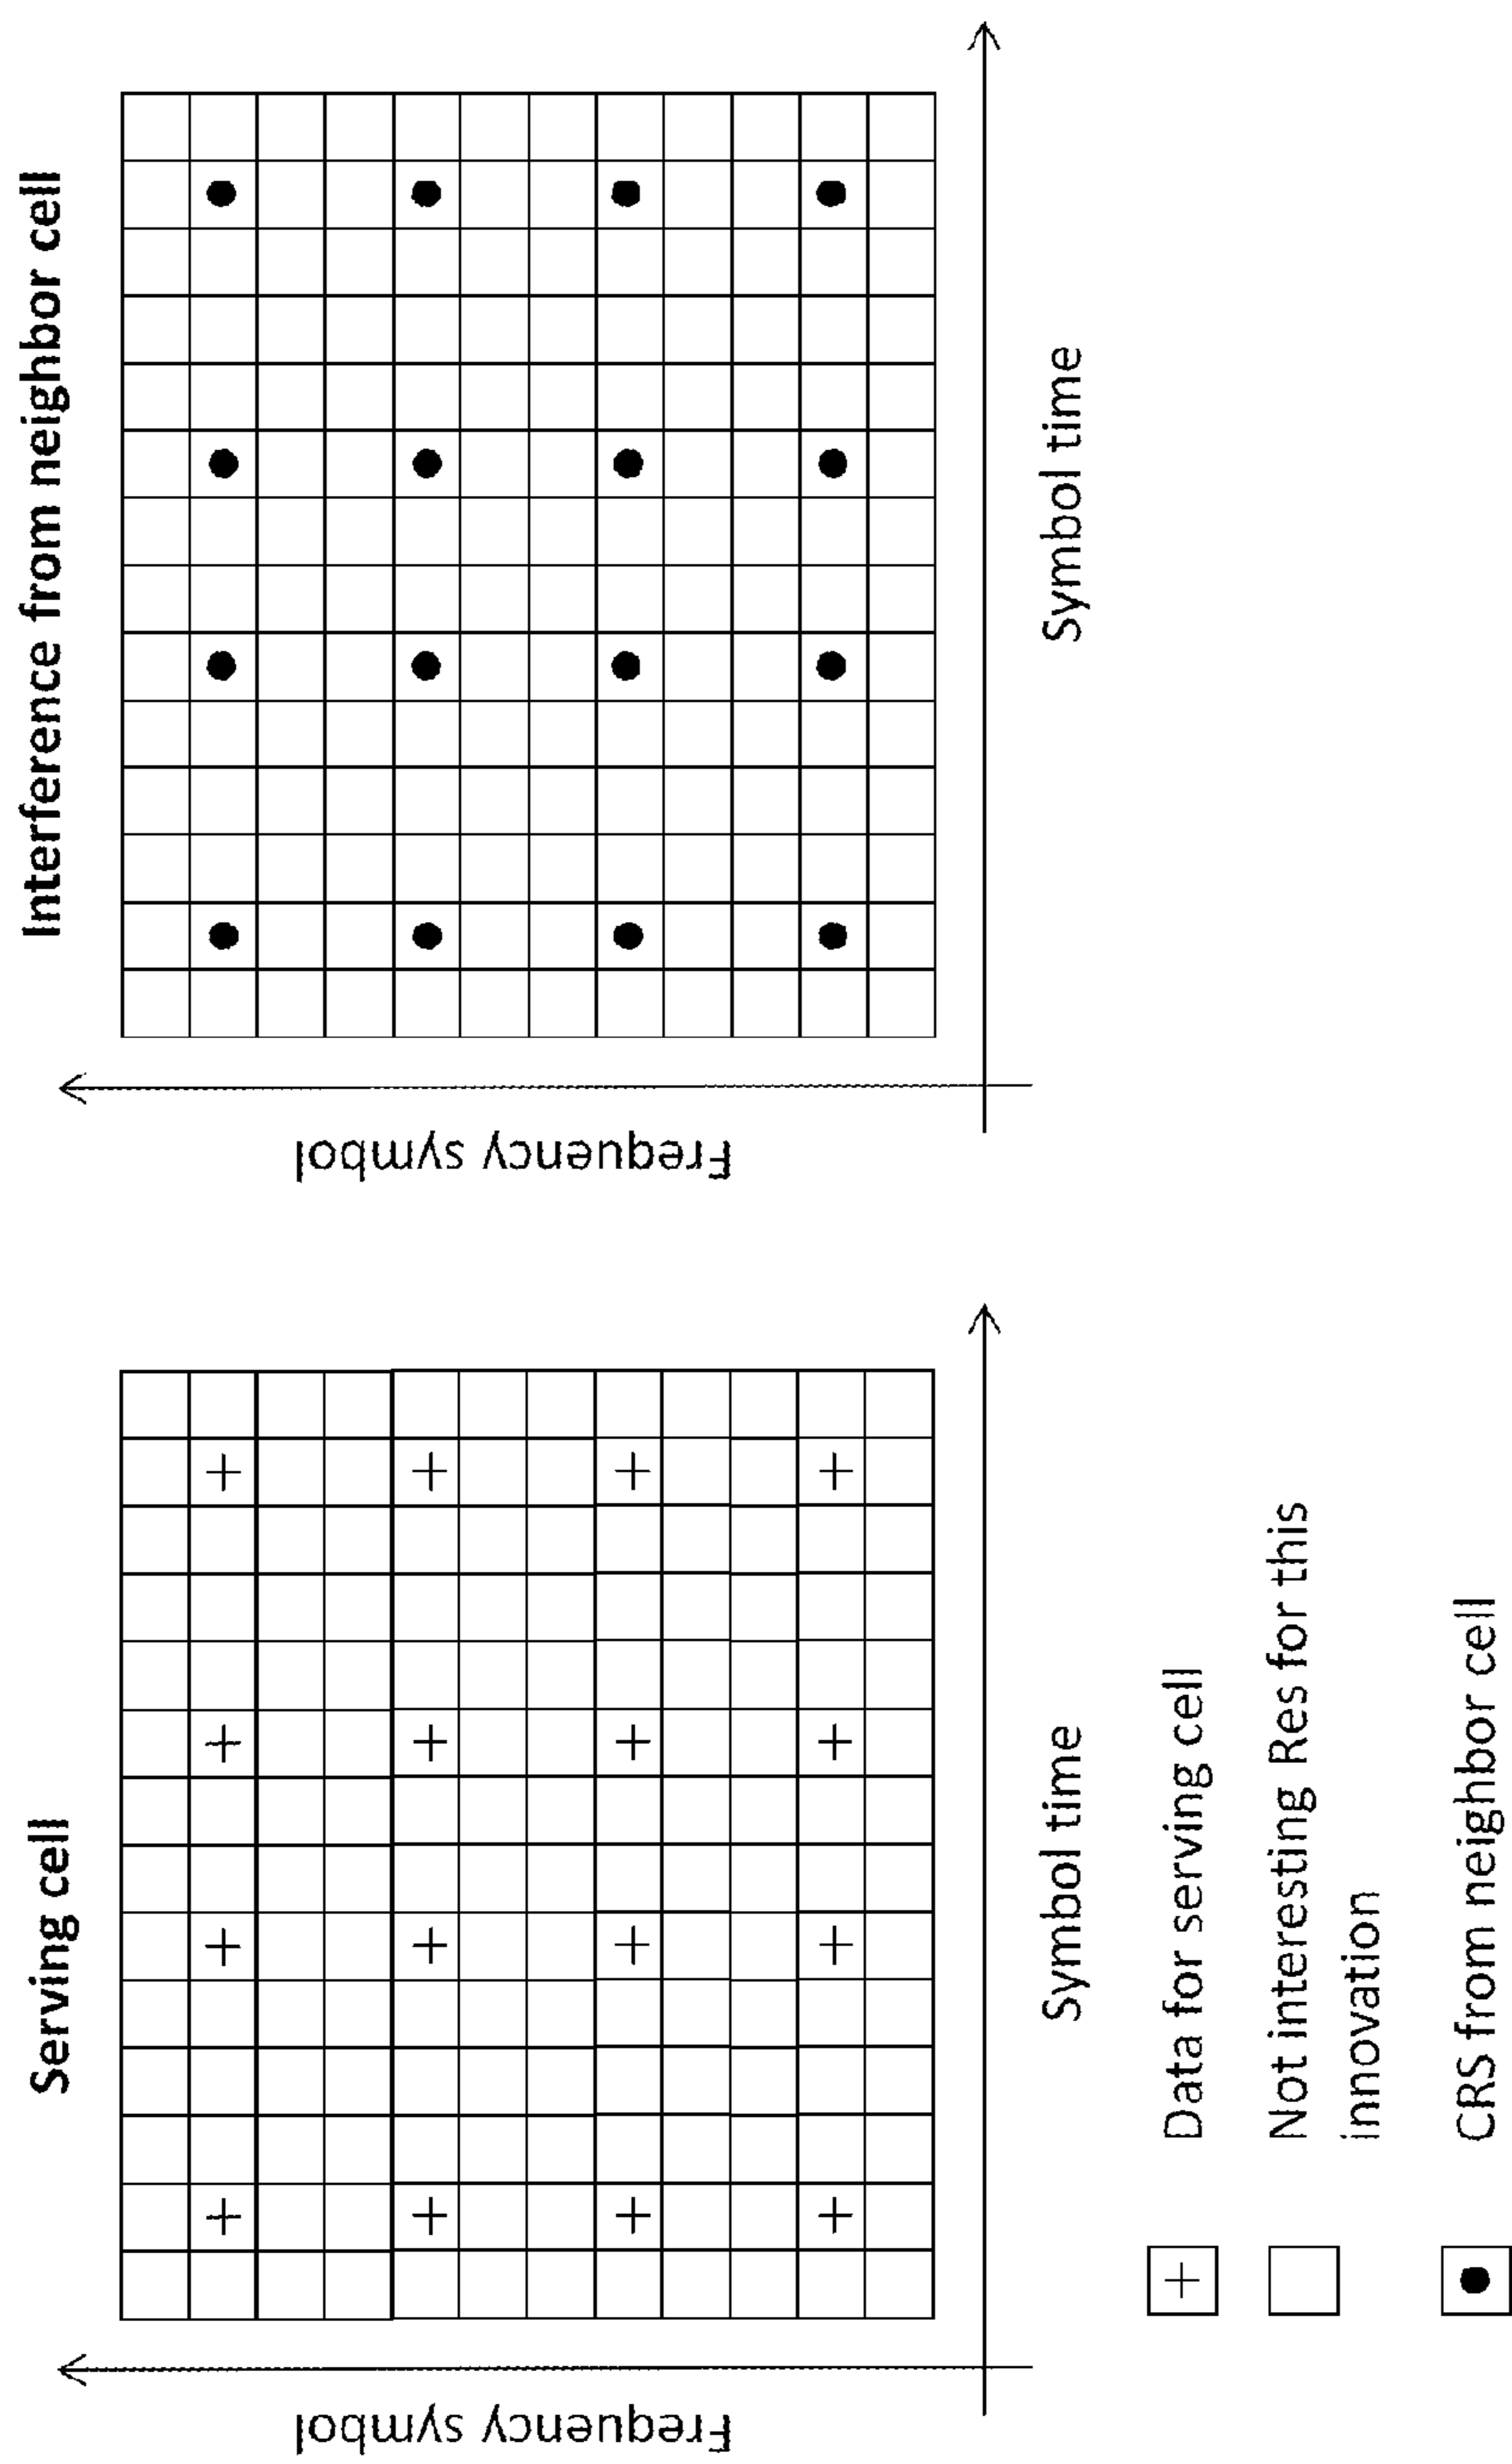 Serving cell
Frequency symbol
Symbol time
Interference from neighbor cell
Frequency symbol
Symbol time
Data for serving cell
Not interesting Res for this
innovation
CRS from neighbor cell